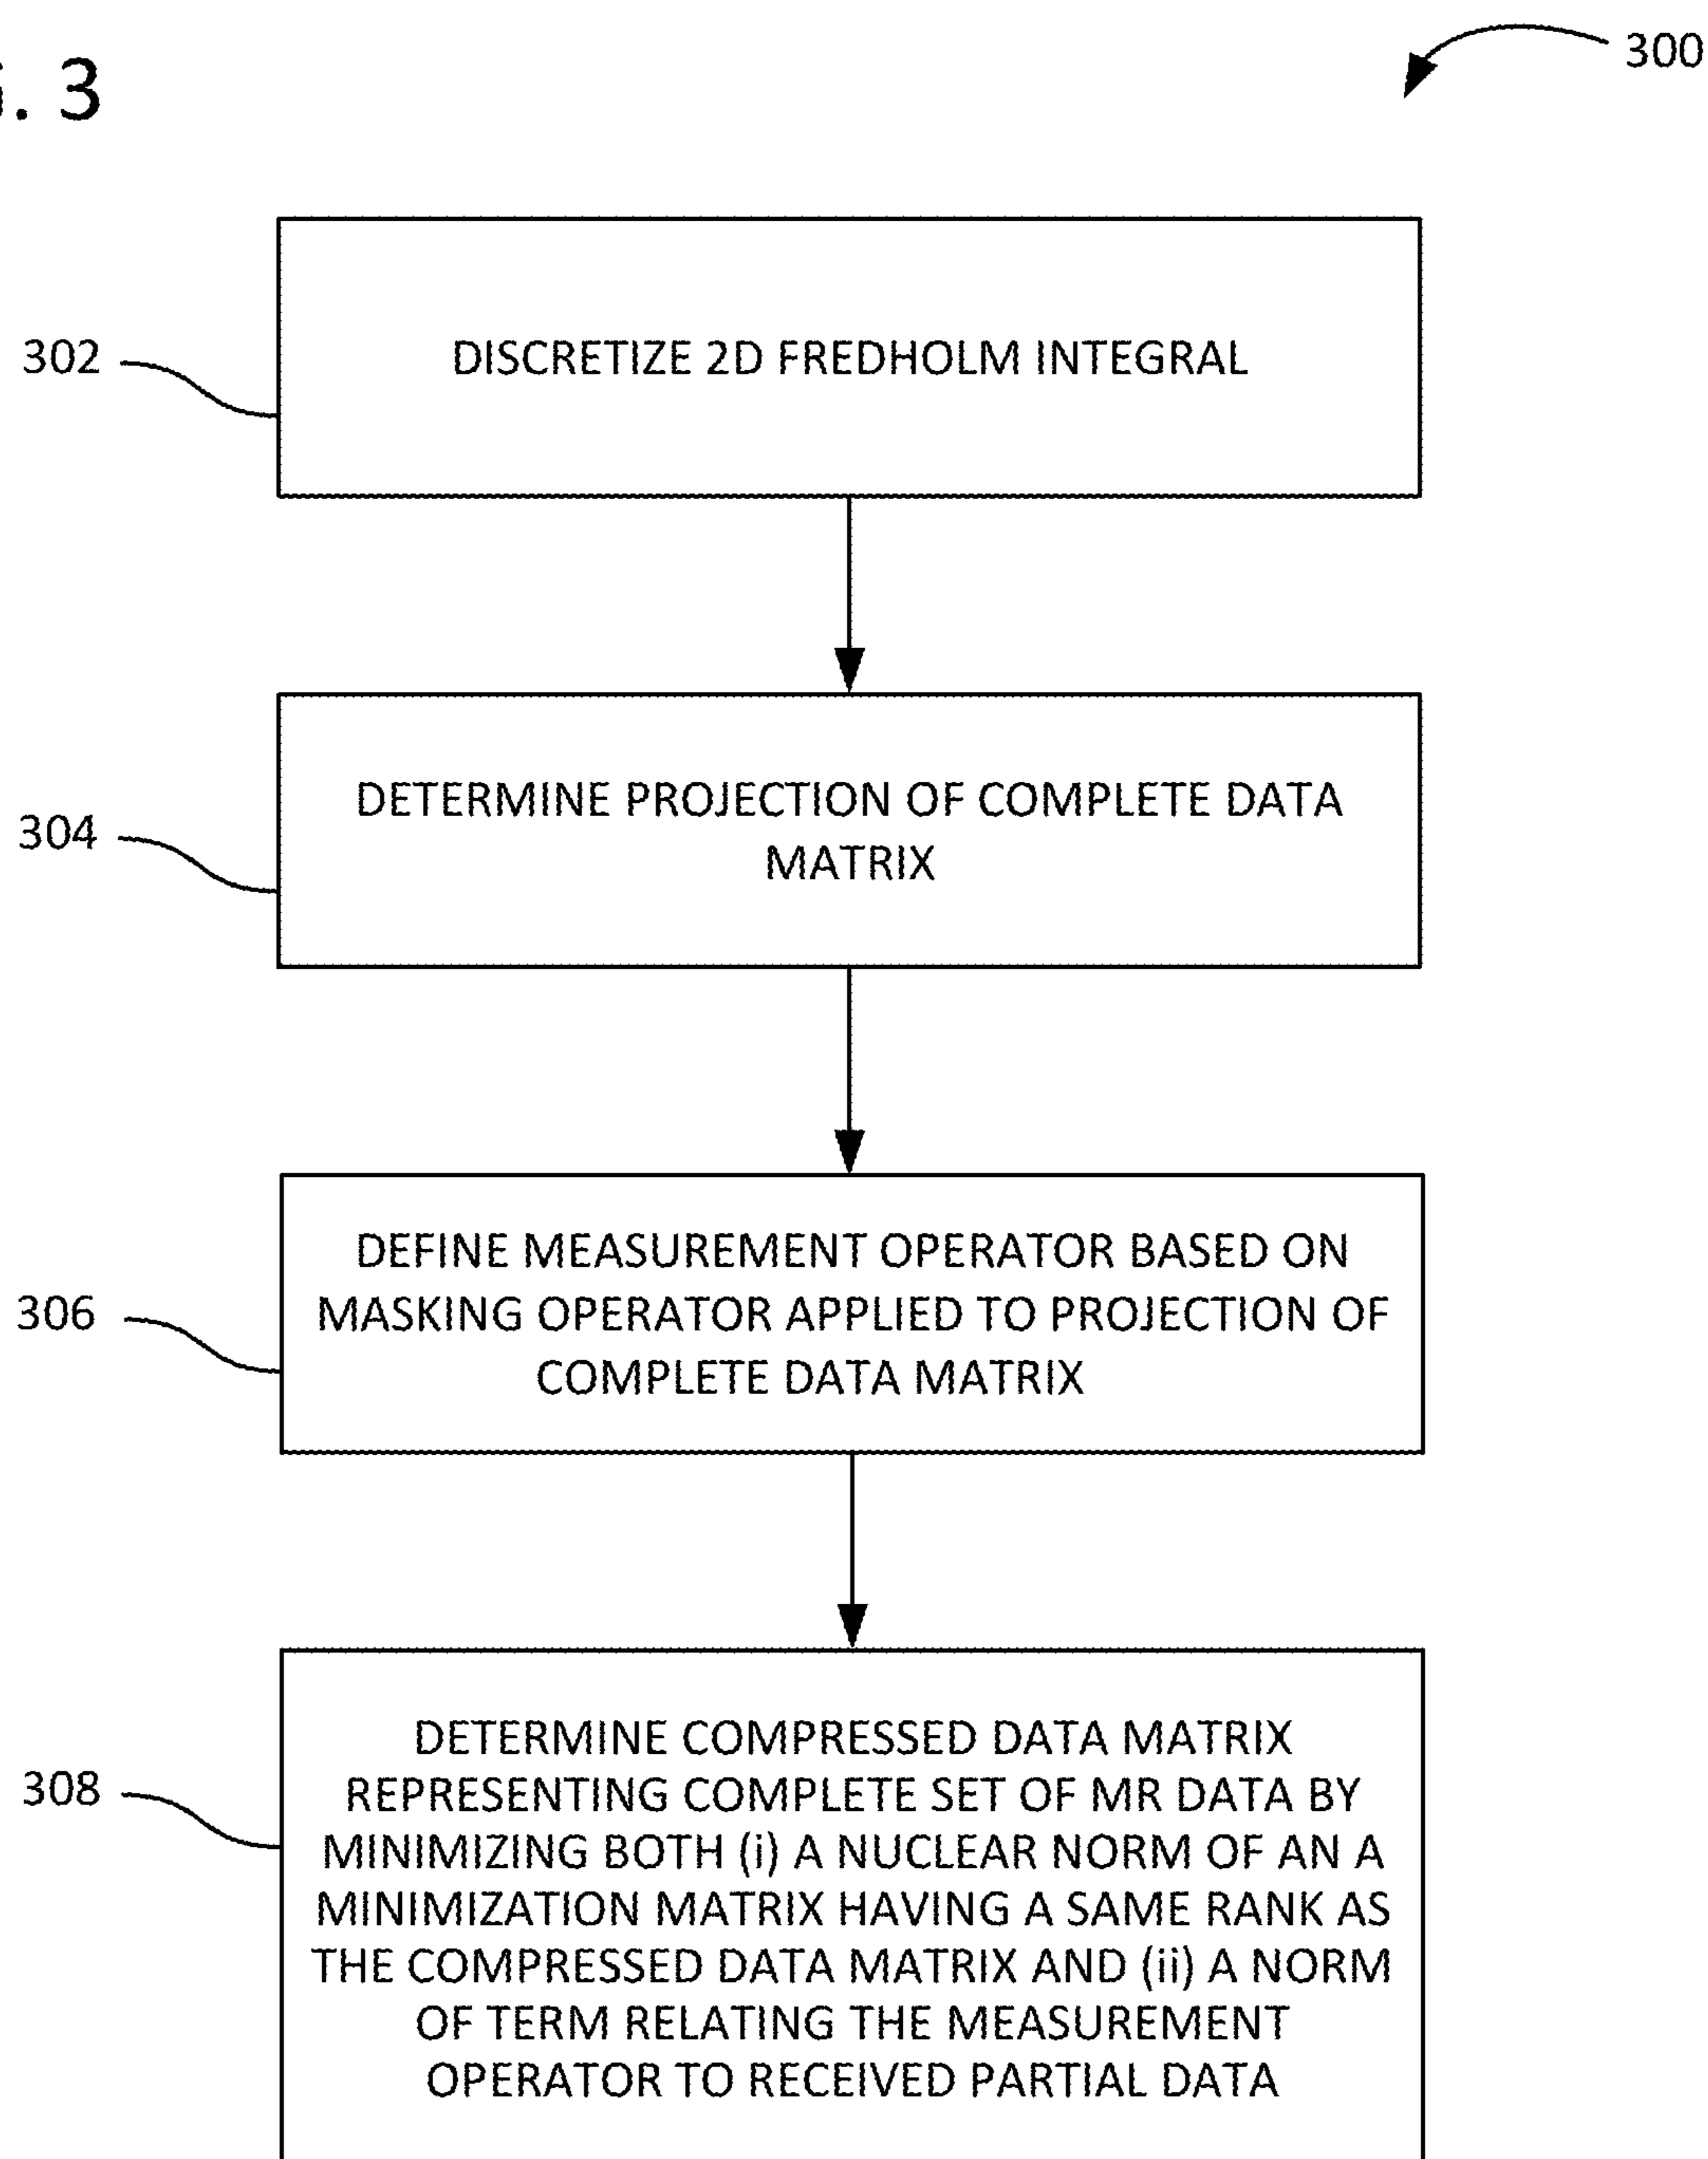 . 3
300
302
DISCRETIZE 2D FREDHOLM INTEGRAL
304
DETERMINE PROJECTION OF COMPLETE DATA
MATRIX
306
DEFINE MEASUREMENT OPERATOR BASED ON
MASKING OPERATOR APPLIED TO PROJECTION OF
COMPLETE DATA MATRIX
308
DETERMINE COMPRESSED DATA MATRIX
REPRESENTING COMPLETE SET OF MR DATA BY
MINIMIZING BOTH (i) A NUCLEAR NORM OF AN A
MINIMIZATION MATRIX HAVING A SAME RANK AS
THE COMPRESSED DATA MATRIX AND (ii) A NORM
OF TERM RELATING THE MEASUREMENT
OPERATOR TO RECEIVED PARTIAL DATA